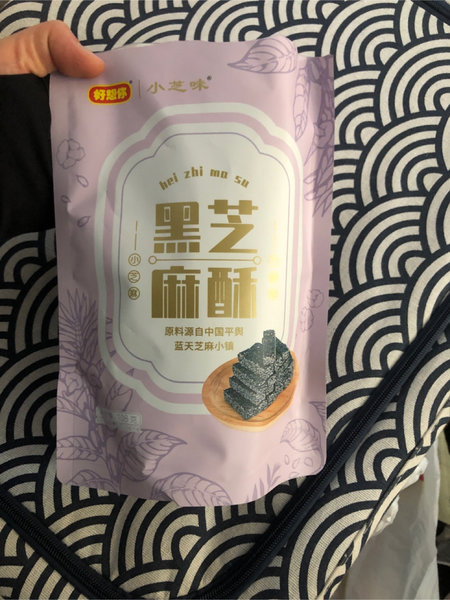 好想你 | 小芝味®
hei zhi ma su
黑芝
麻酥
小芝麻
原料源自中国平舆
蓝天芝麻小镇